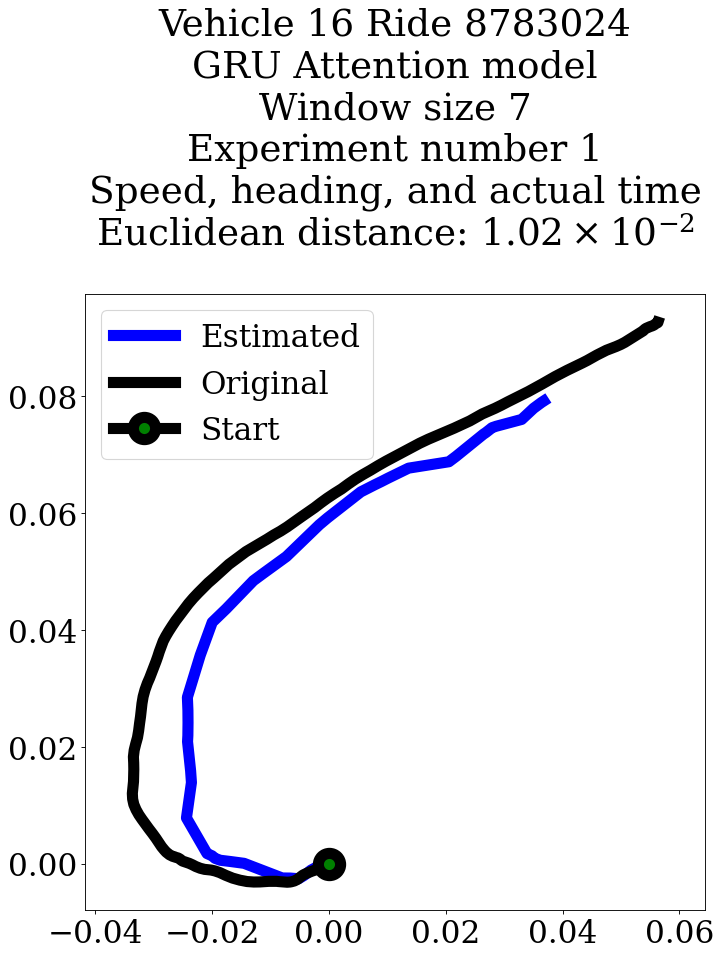 Vehicle 16 Ride 8783024
GRU Attention model
Window size 7
Experiment number 1
Speed, heading, and actual time
Euclidean distance: 1.02 × 10⁻²
Estimated
Original
Start
0.08
0.06
0.04
0.02
0.00
−0.04 −0.02 0.00 0.02 0.04 0.06